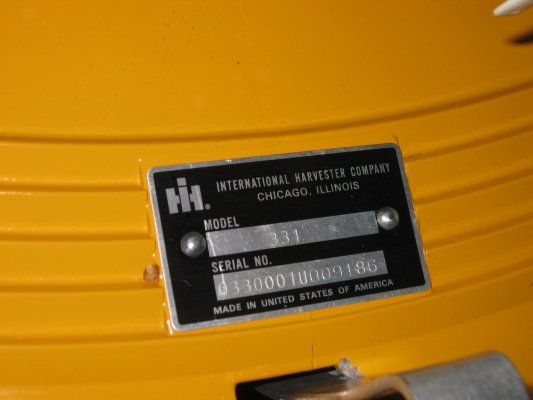 IH.
INTERNATIONAL HARVESTER COMPANY
CHICAGO, ILLINOIS
MODEL
331
SERIAL NO.
0330001U009186
MADE IN UNITED STATES OF AMERICA